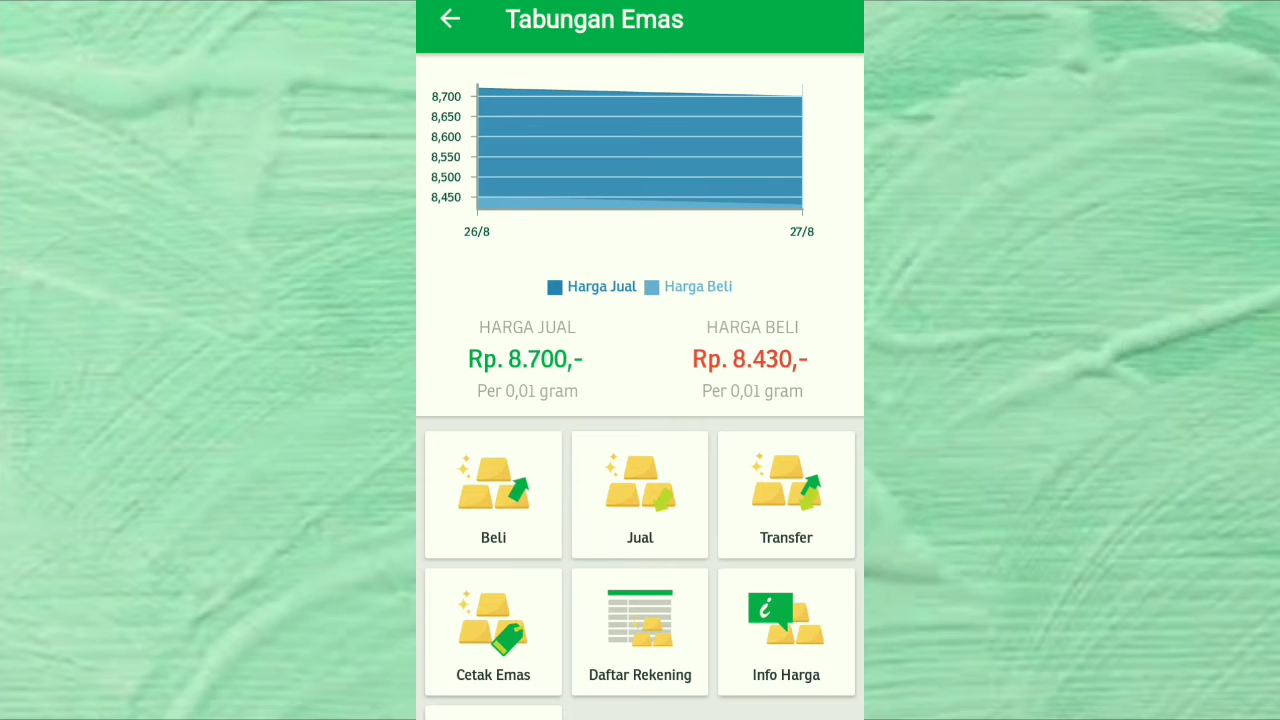 Tabungan Emas
8,700
8,650
8,600
8,550
8,500
8,450
26/8 27/8
Harga Jual Harga Beli
HARGA JUAL HARGA BELI
Rp. 8.700,- Rp. 8.430,-
Per 0,01 gram Per 0,01 gram
Beli Jual Transfer
i
Cetak Emas Daftar Rekening Info Harga